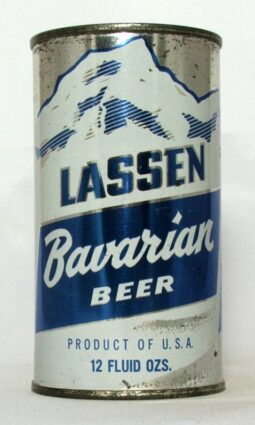 LASSEN
Bavarian
BEER
PRODUCT OF U.S.A.
12 FLUID OZS.